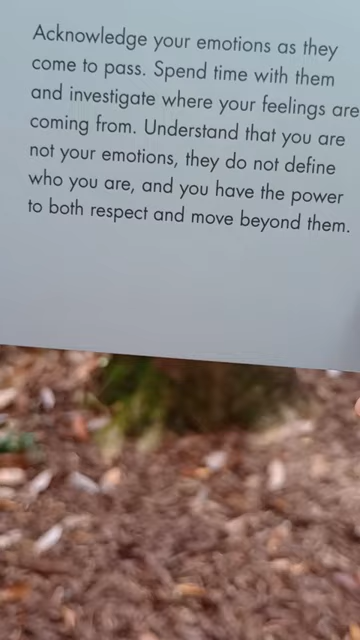 Acknowledge your emotions as they
come to pass. Spend time with them
and investigate where your feelings are
coming from. Understand that you are
not your emotions, they do not define
who you are, and you have the power
to both respect and move beyond them.